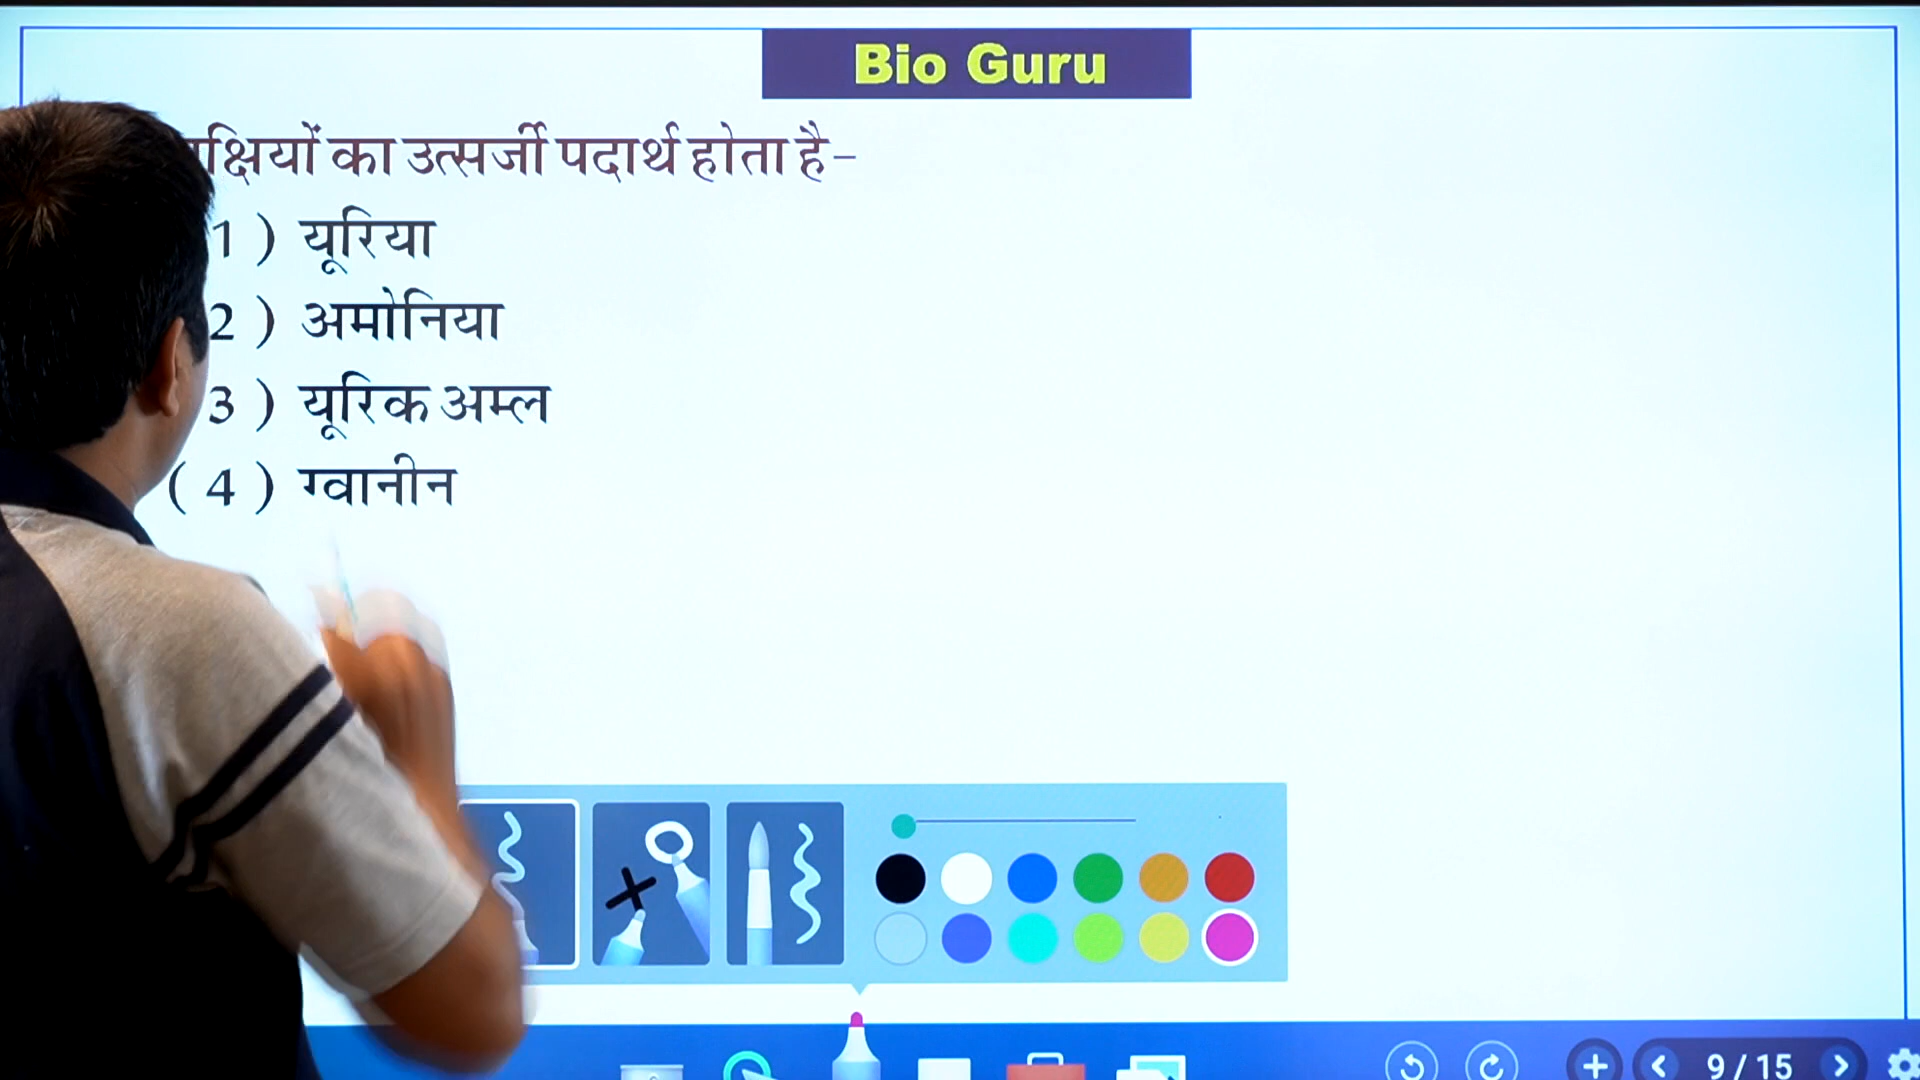 Bio Guru
क्षियों का उत्सर्जी पदार्थ होता है-
1 ) यूरिया
2 ) अमोनिया
3 ) यूरिक अम्ल
( 4 ) ग्वानीन
9 / 15